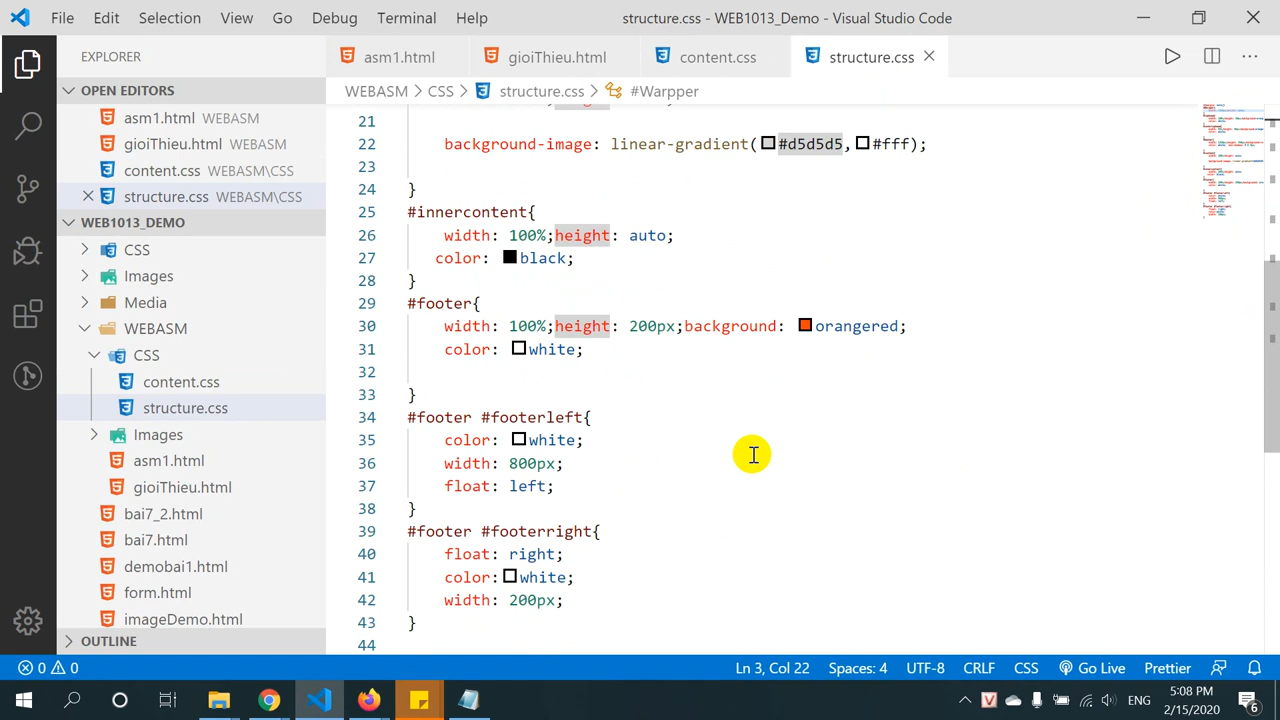 File Edit Selection View Go Debug Terminal Help structure.css - WEB1013_Demo - Visual Studio Code
EXPLORER
OPEN EDITORS
asm1.html WEBASM
gioiThieu.html WEBASM
content.css WEBASM\CSS
structure.css WEBASM\CSS
WEB1013_DEMO
CSS
Images
Media
WEBASM
CSS
content.css
structure.css
Images
asm1.html
gioiThieu.html
bai7_2.html
bai7.html
demobai1.html
form.html
imageDemo.html
OUTLINE
asm1.html gioiThieu.html content.css structure.css
WEBASM > CSS > structure.css > #Warpper
21
22 background-image: linear-gradient(#d5d5d5,#fff);
23
24 }
25 #innercontent{
26 width: 100%;height: auto;
27 color: black;
28 }
29 #footer{
30 width: 100%;height: 200px;background: orangered;
31 color: white;
32
33 }
34 #footer #footerleft{
35 color: white;
36 width: 800px;
37 float: left;
38 }
39 #footer #footerright{
40 float: right;
41 color:white;
42 width: 200px;
43 }
44
0 0 Ln 3, Col 22 Spaces: 4 UTF-8 CRLF CSS Go Live Prettier
ENG 5:08 PM
2/15/2020 6